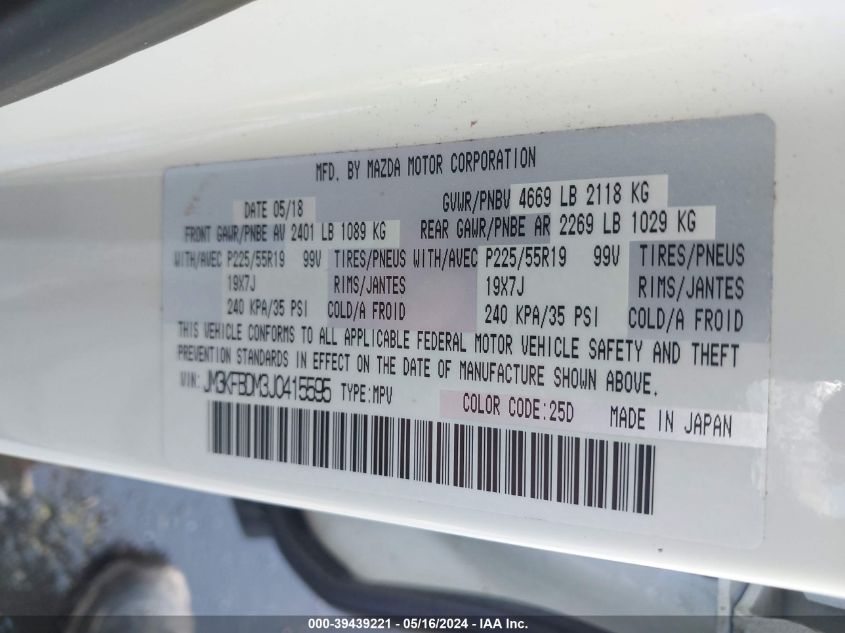 MFD. BY MAZDA MOTOR CORPORATION
DATE 05/18 GVWR/PNBV 4669 LB 2118 KG
FRONT GAWR/PNBE AV 2401 LB 1089 KG REAR GAWR/PNBE AR 2269 LB 1029 KG
WITH/AVEC P225/55R19 99V TIRES/PNEUS WITH/AVEC P225/55R19 99V TIRES/PNEUS
19X7J RIMS/JANTES 19X7J RIMS/JANTES
240 KPA/35 PSI COLD/A FROID 240 KPA/35 PSI COLD/A FROID
THIS VEHICLE CONFORMS TO ALL APPLICABLE FEDERAL MOTOR VEHICLE SAFETY AND THEFT
PREVENTION STANDARDS IN EFFECT ON THE DATE OF MANUFACTURE SHOWN ABOVE.
VIN: JM3KFBDM3J0415595 TYPE:MPV COLOR CODE:25D MADE IN JAPAN
000-39439221 - 05/16/2024 - IAA Inc.